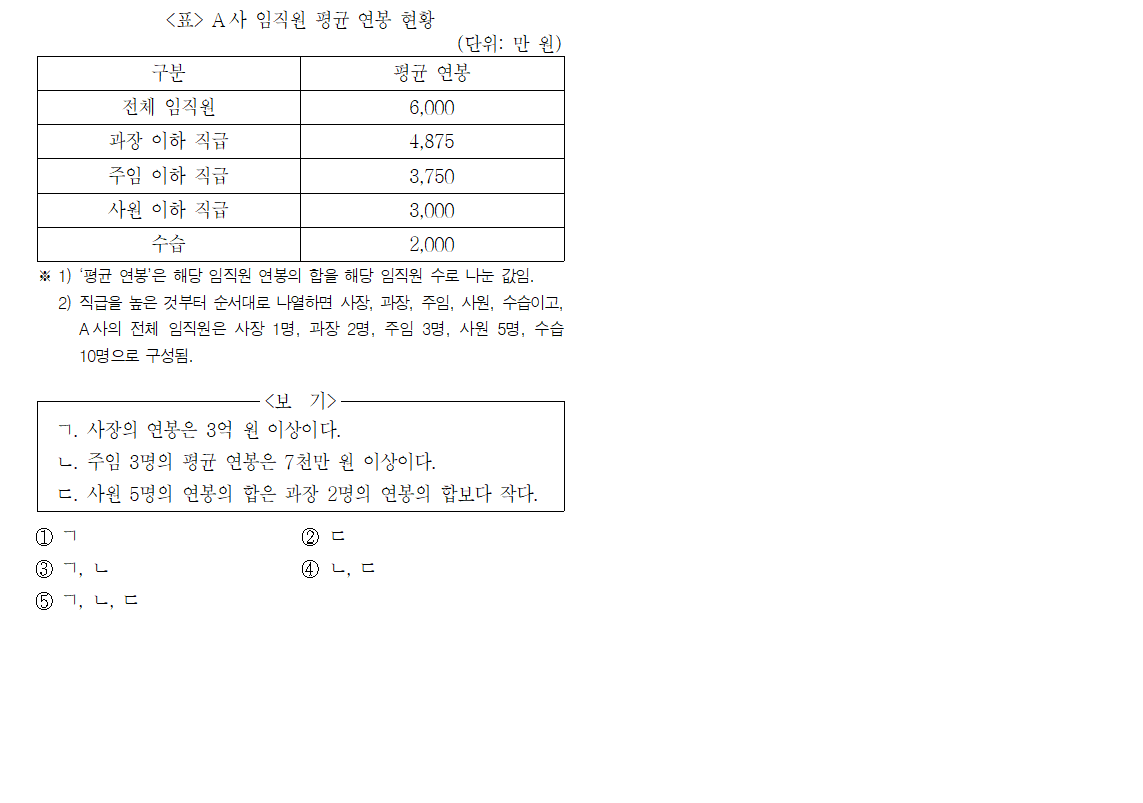 <표> A사 임직원 평균 연봉 현황
(단위: 만 원)
구분 평균 연봉
전체 임직원 6,000
과장 이하 직급 4,875
주임 이하 직급 3,750
사원 이하 직급 3,000
수습 2,000
※ 1) ‘평균 연봉’은 해당 임직원 연봉의 합을 해당 임직원 수로 나눈 값임.
2) 직급을 높은 것부터 순서대로 나열하면 사장, 과장, 주임, 사원, 수습이고,
A사의 전체 임직원은 사장 1명, 과장 2명, 주임 3명, 사원 5명, 수습
10명으로 구성됨.
<보 기>
ㄱ. 사장의 연봉은 3억 원 이상이다.
ㄴ. 주임 3명의 평균 연봉은 7천만 원 이상이다.
ㄷ. 사원 5명의 연봉의 합은 과장 2명의 연봉의 합보다 작다.
① ㄱ ② ㄷ
③ ㄱ, ㄴ ④ ㄴ, ㄷ
⑤ ㄱ, ㄴ, ㄷ